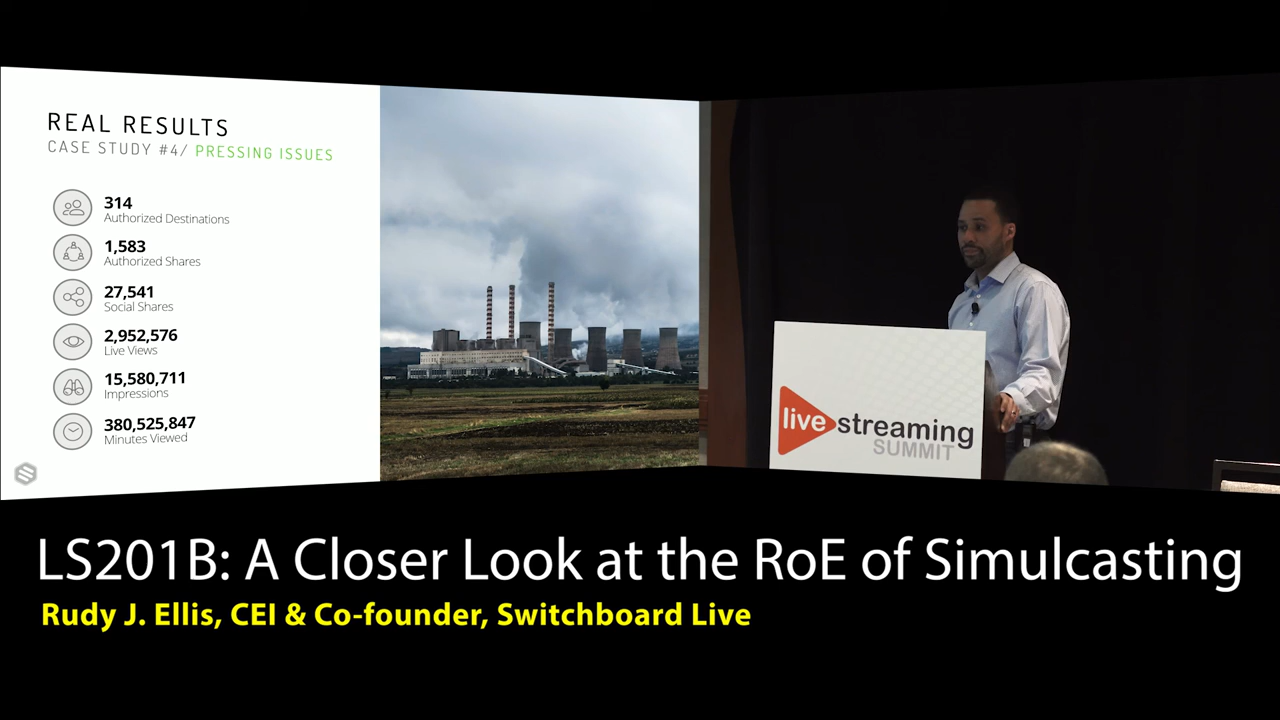 REAL RESULTS
CASE STUDY #4/ PRESSING ISSUES
314
Authorized Destinations
1,583
Authorized Shares
27,541
Social Shares
2,952,576
Live Views
15,580,711
Impressions
380,525,847
Minutes Viewed
live streaming
SUMMIT
LS201B: A Closer Look at the RoE of Simulcasting
Rudy J. Ellis, CEI & Co-founder, Switchboard Live